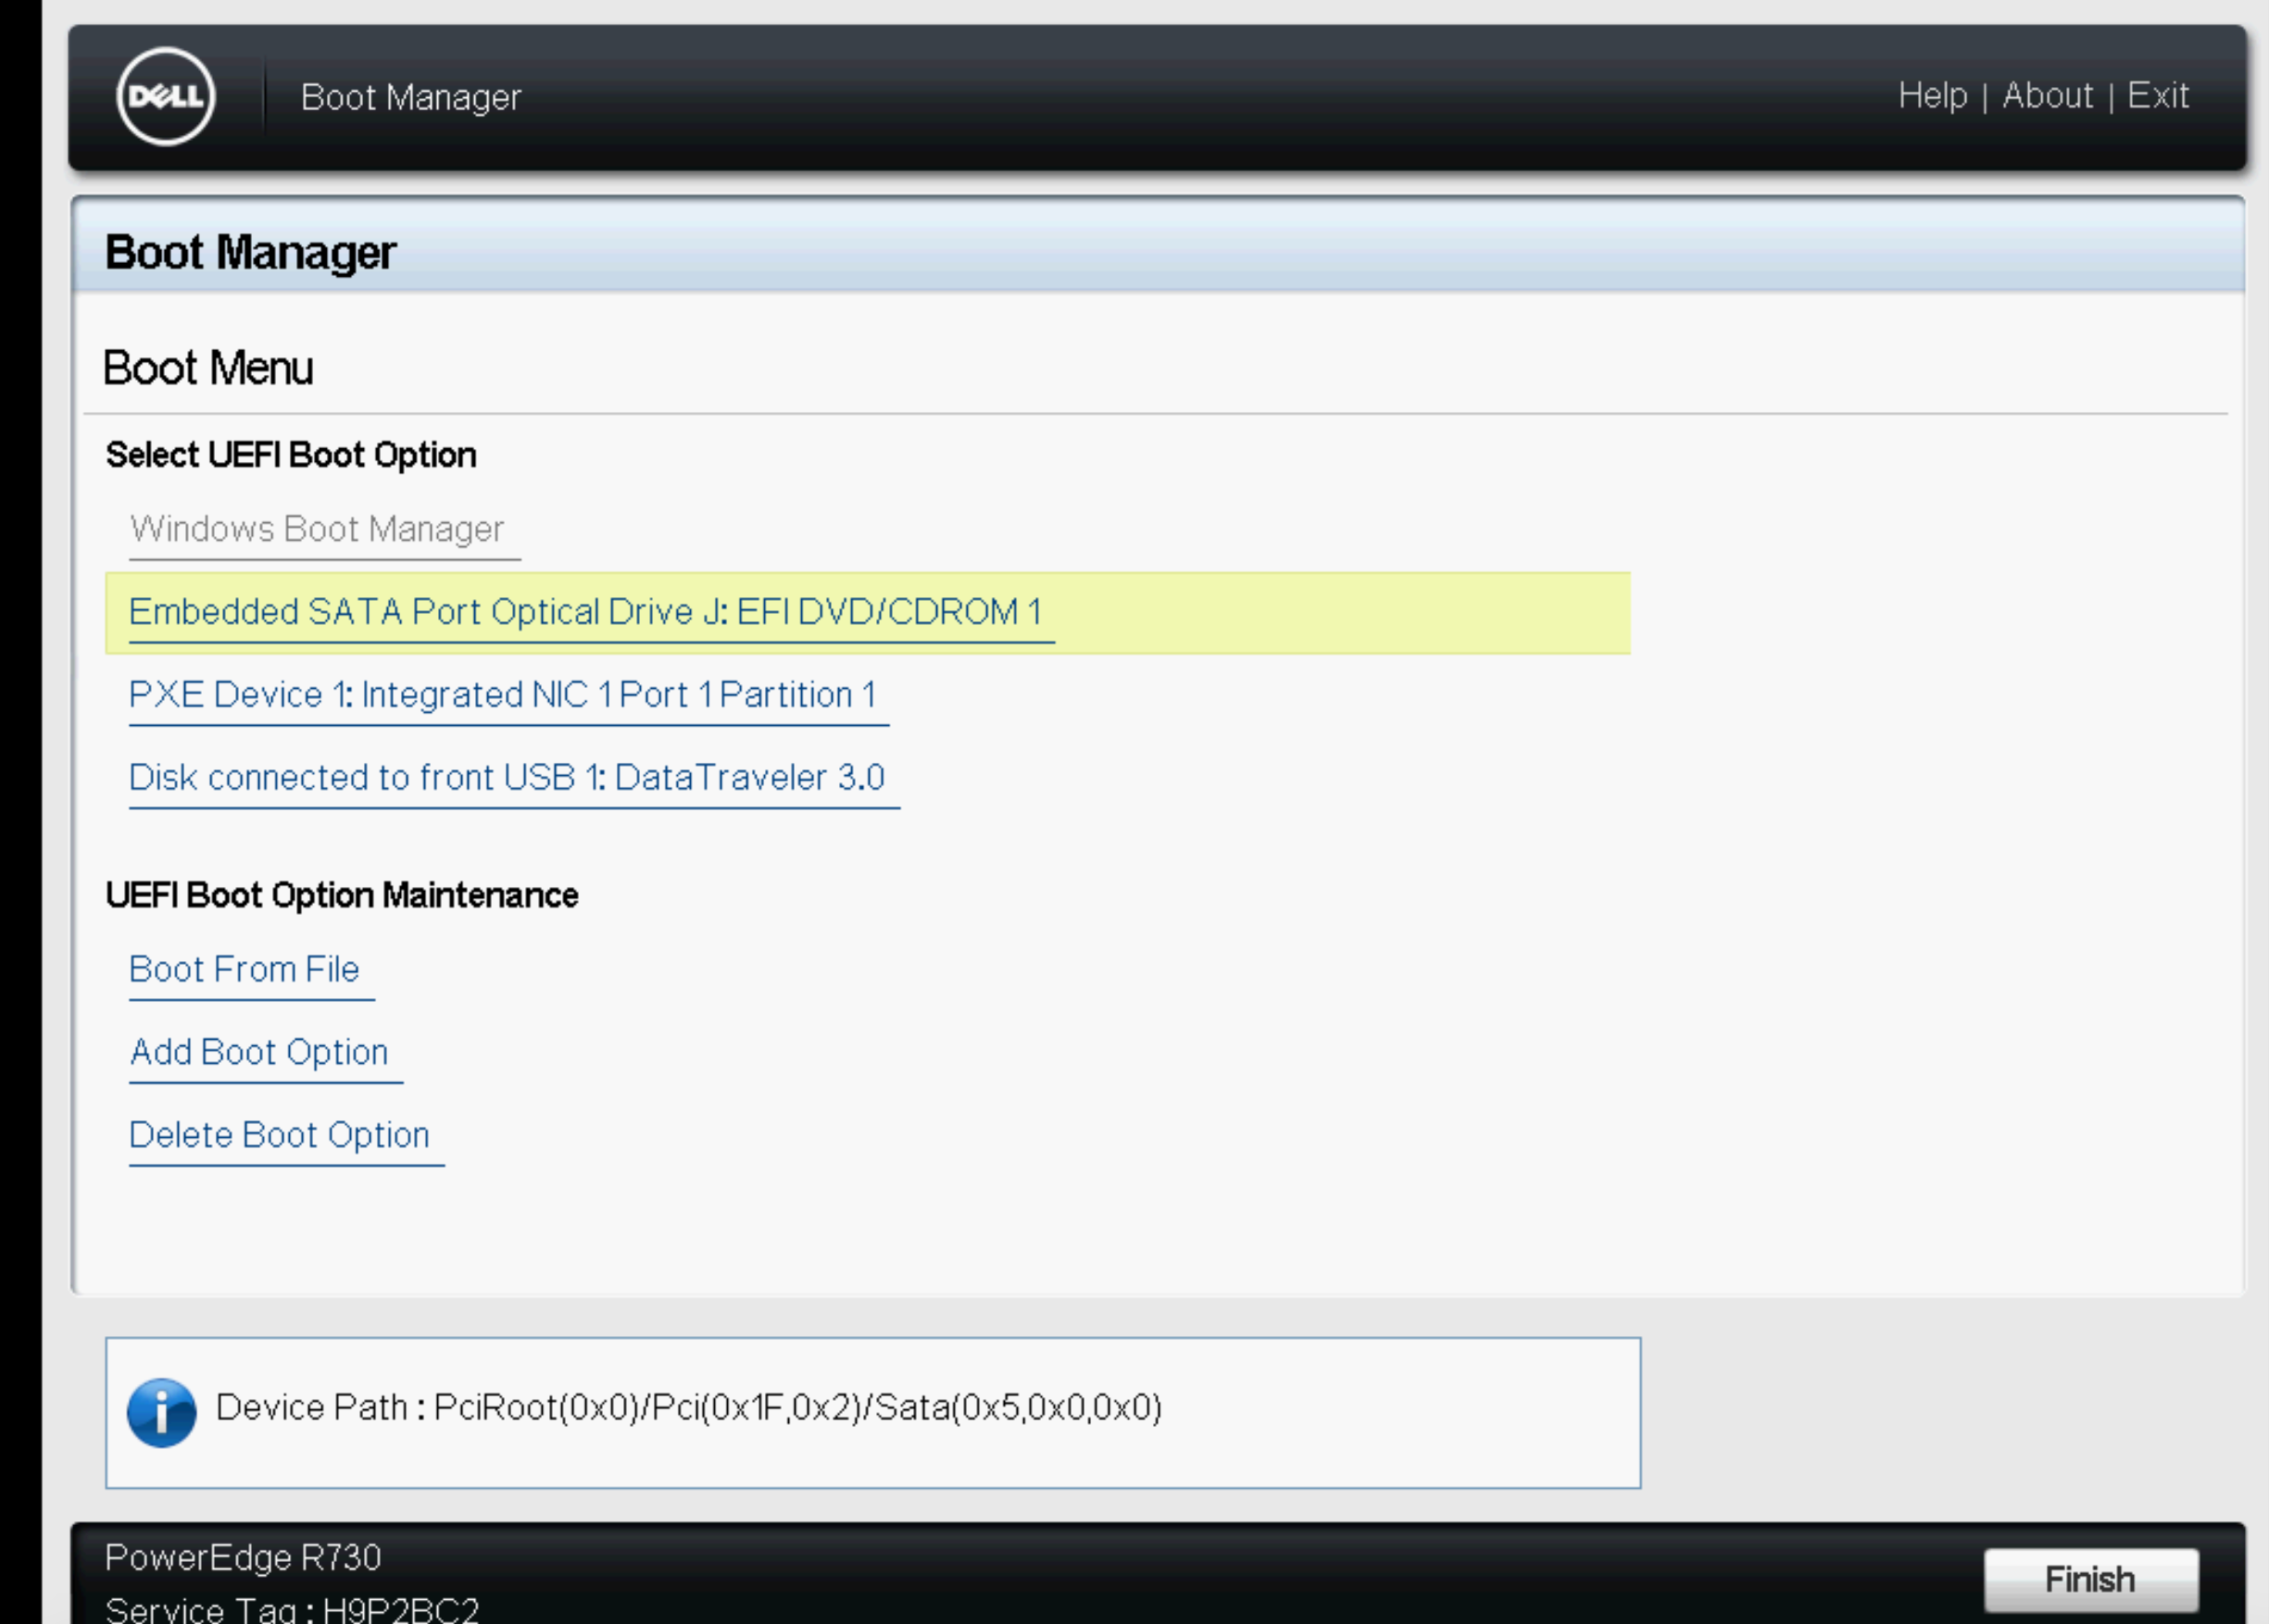 DELL
Boot Manager
Help | About | Exit
Boot Manager
Boot Menu
Select UEFI Boot Option
Windows Boot Manager
Embedded SATA Port Optical Drive J: EFI DVD/CDROM 1
PXE Device 1: Integrated NIC 1 Port 1 Partition 1
Disk connected to front USB 1: DataTraveler 3.0
UEFI Boot Option Maintenance
Boot From File
Add Boot Option
Delete Boot Option
Device Path : PciRoot(0x0)/Pci(0x1F,0x2)/Sata(0x5,0x0,0x0)
PowerEdge R730
Finish
Service Tag : H9P2BC2